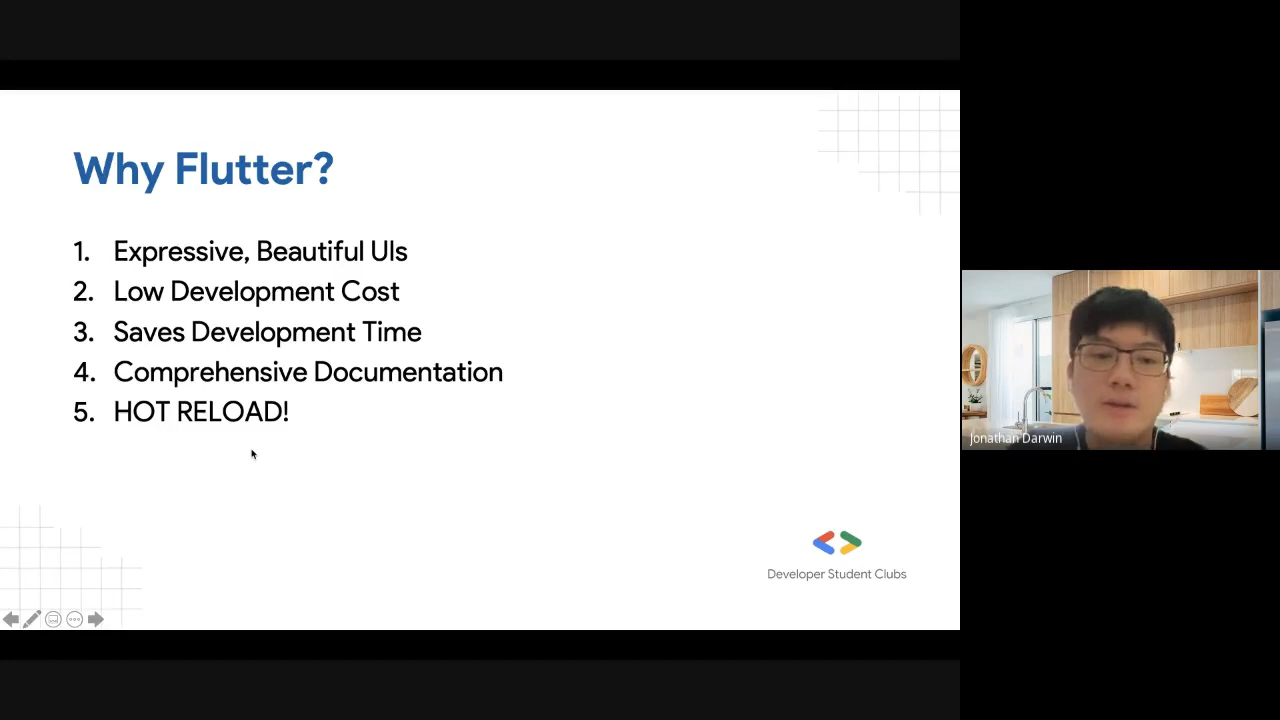 Why Flutter?
1. Expressive, Beautiful UIs
2. Low Development Cost
3. Saves Development Time
4. Comprehensive Documentation
5. HOT RELOAD!
Developer Student Clubs
Jonathan Darwin